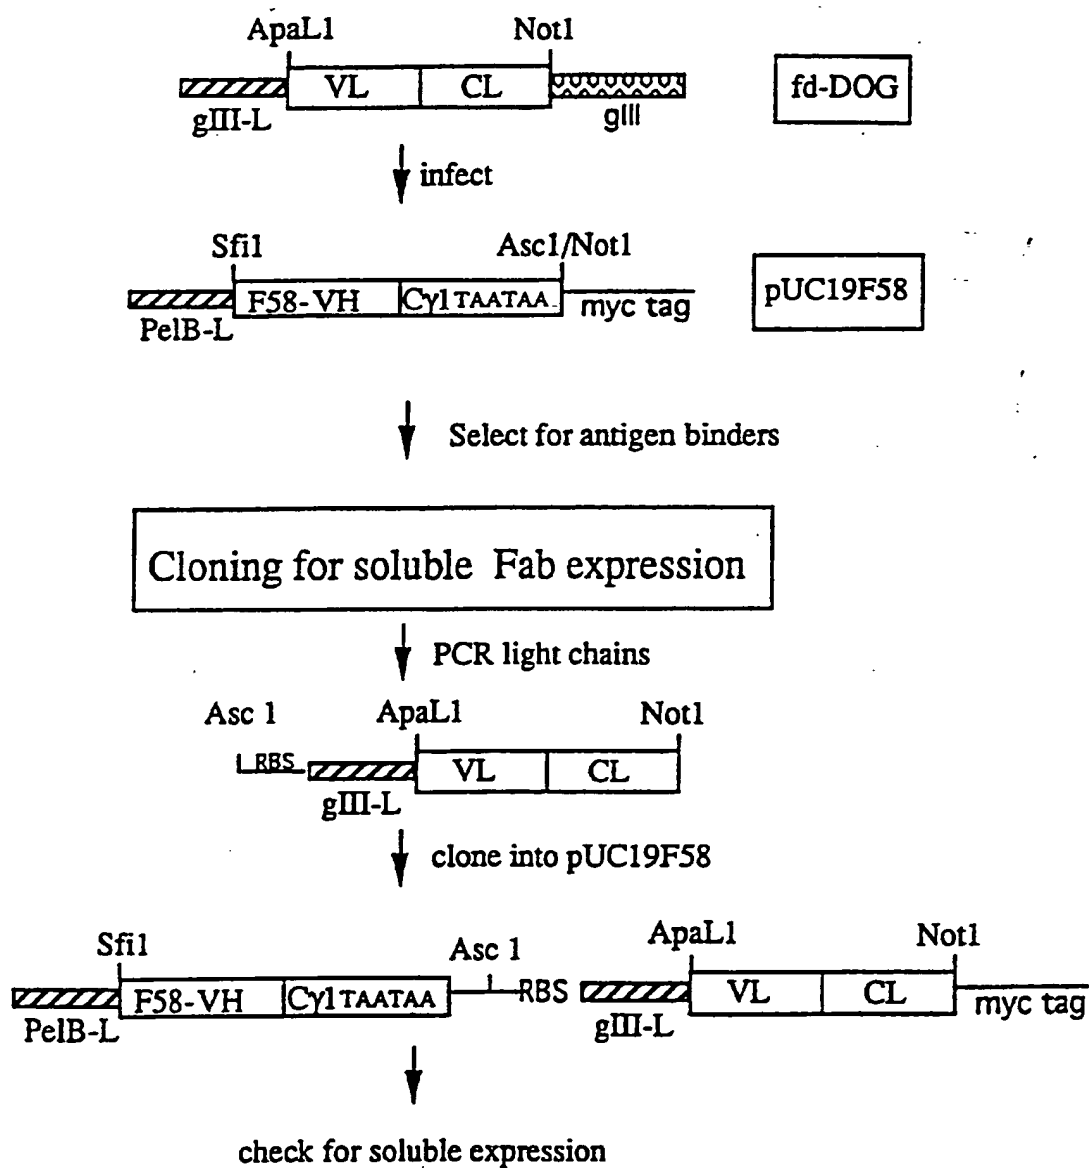 ApaL1 Not1
VL CL
fd-DOG
gIII-L gIII
infect
Sfi1 Asc1/Not1
F58-VH Cγ1 TAATAA
pUC19F58
PelB-L myc tag
Select for antigen binders
Cloning for soluble Fab expression
PCR light chains
Asc 1 ApaL1 Not1
RBS VL CL
gIII-L
clone into pUC19F58
Sfi1 Asc 1 ApaL1 Not1
F58-VH Cγ1 TAATAA RBS VL CL
PelB-L gIII-L myc tag
check for soluble expression